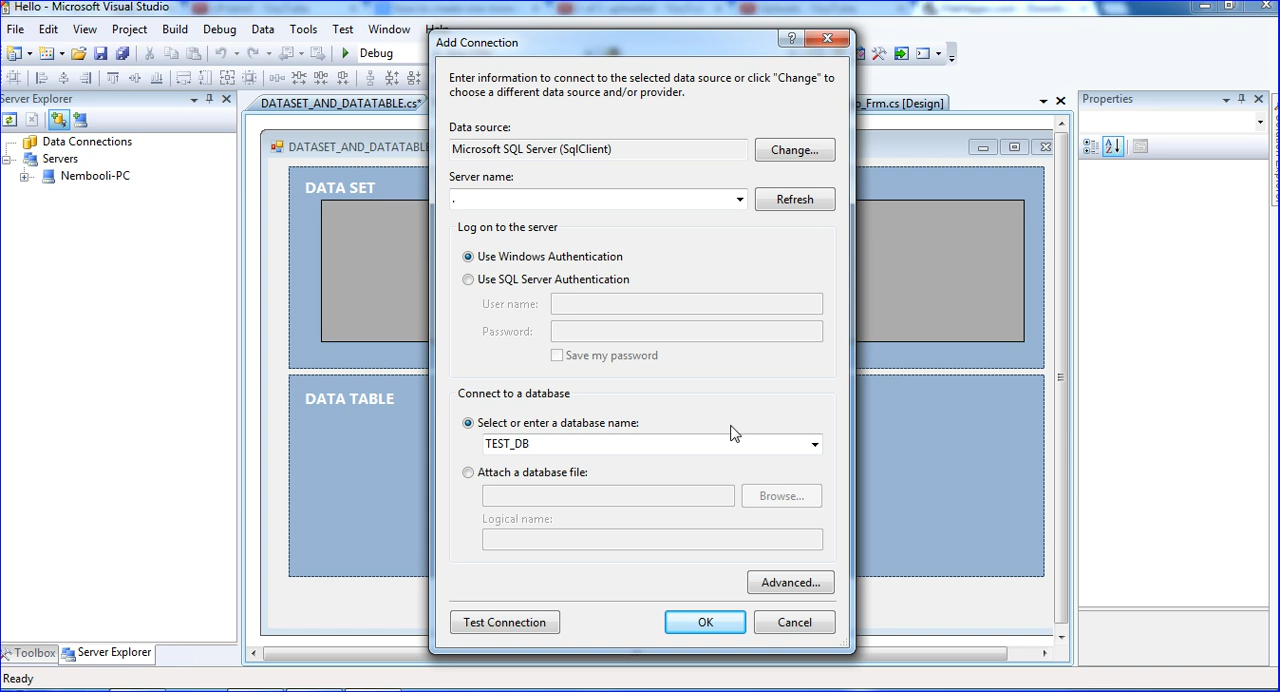 Hello - Microsoft Visual Studio
File Edit View Project Build Debug Data Tools Test Window Help
Debug
Server Explorer
Data Connections
Servers
Nembooli-PC
Toolbox Server Explorer
Ready
DATASET_AND_DATATABLE.cs*
_Frm.cs [Design]
DATASET_AND_DATATABLE
DATA SET
DATA TABLE
Add Connection
Enter information to connect to the selected data source or click "Change" to
choose a different data source and/or provider.
Data source:
Microsoft SQL Server (SqlClient)
Change...
Server name:
.
Refresh
Log on to the server
Use Windows Authentication
Use SQL Server Authentication
User name:
Password:
Save my password
Connect to a database
Select or enter a database name:
TEST_DB
Attach a database file:
Browse...
Logical name:
Advanced...
Test Connection OK Cancel
Properties